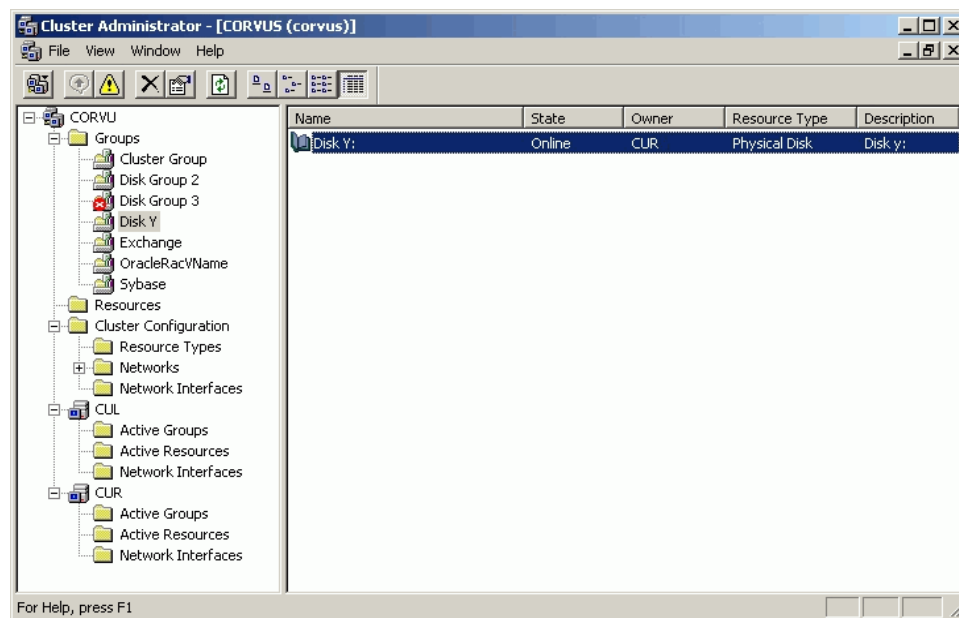 Cluster Administrator - [CORVUS (corvus)]
File View Window Help
CORVU
Groups
Cluster Group
Disk Group 2
Disk Group 3
Disk Y
Exchange
OracleRacVName
Sybase
Resources
Cluster Configuration
Resource Types
Networks
Network Interfaces
CUL
Active Groups
Active Resources
Network Interfaces
CUR
Active Groups
Active Resources
Network Interfaces
Name State Owner Resource Type Description
Disk Y: Online CUR Physical Disk Disk y:
For Help, press F1